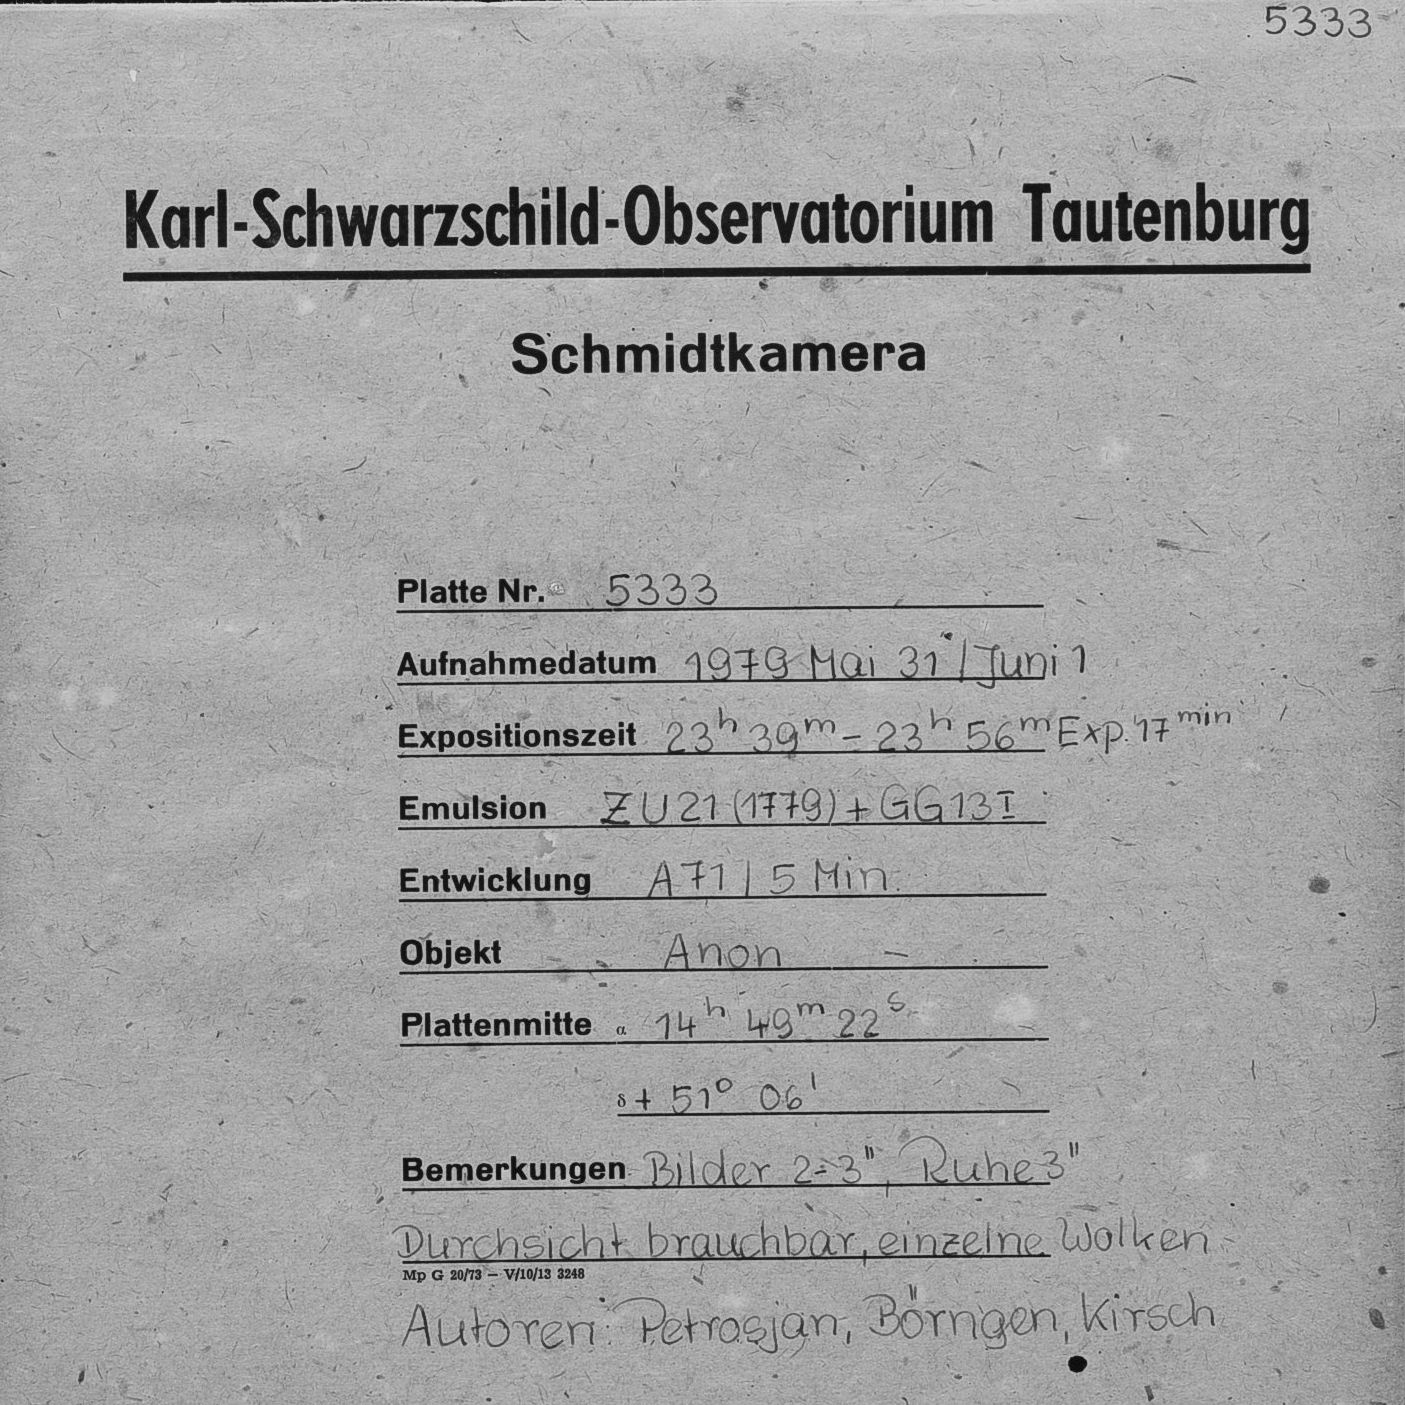 5333
Karl-Schwarzschild-Observatorium Tautenburg
Schmidtkamera
Platte Nr. 5333
Aufnahmedatum 1979 Mai 31 / Juni 1
Expositionszeit 23h 39m – 23h 56m Exp. 17min
Emulsion ZU 21 (1779) + GG 13 I
Entwicklung A 71 / 5 Min.
Objekt Anon –
Plattenmitte α 14h 49m 22s
δ + 51° 06'
Bemerkungen Bilder 2-3", Ruhe 3"
Durchsicht brauchbar, einzelne Wolken
Mp G 20/73 — V/10/13 3248
Autoren: Petrosjan, Börngen, Kirsch